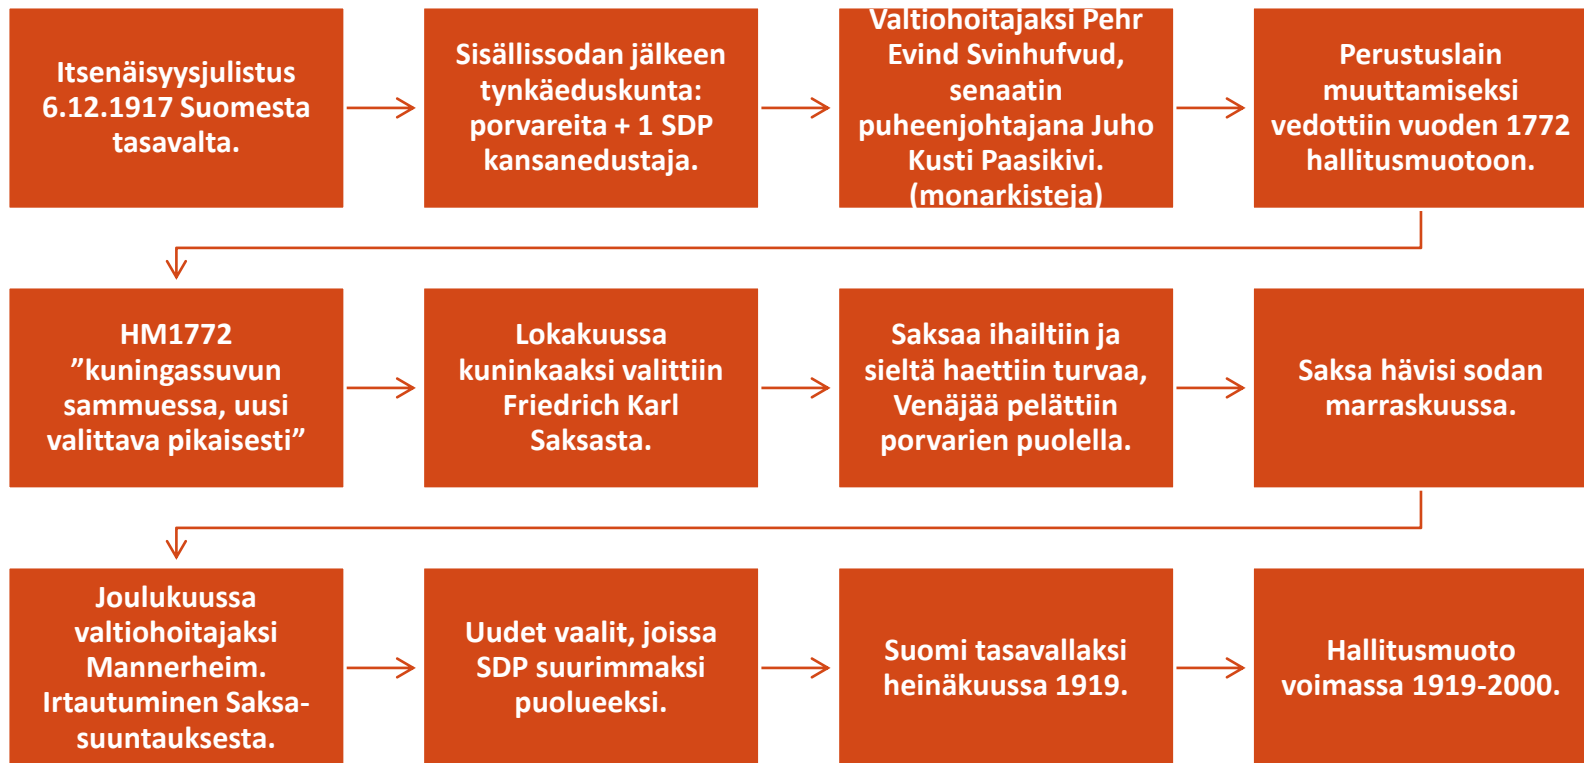 Itsenäisyysjulistus
6.12.1917 Suomesta
tasavalta.
Sisällissodan jälkeen
tynkäeduskunta:
porvareita + 1 SDP
kansanedustaja.
Valtiohoitajaksi Pehr
Evind Svinhufvud,
senaatin
puheenjohtajana Juho
Kusti Paasikivi.
(monarkisteja)
Perustuslain
muuttamiseksi
vedottiin vuoden 1772
hallitusmuotoon.
HM1772
”kuningassuvun
sammuessa, uusi
valittava pikaisesti”
Lokakuussa
kuninkaaksi valittiin
Friedrich Karl
Saksasta.
Saksaa ihailtiin ja
sieltä haettiin turvaa,
Venäjää pelättiin
porvarien puolella.
Saksa hävisi sodan
marraskuussa.
Joulukuussa
valtiohoitajaksi
Mannerheim.
Irtautuminen Saksa-
suuntauksesta.
Uudet vaalit, joissa
SDP suurimmaksi
puolueeksi.
Suomi tasavallaksi
heinäkuussa 1919.
Hallitusmuoto
voimassa 1919-2000.